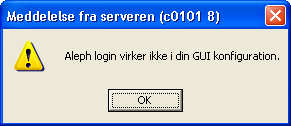 Meddelelse fra serveren (c0101 8)
Aleph login virker ikke i din GUI konfiguration.
OK